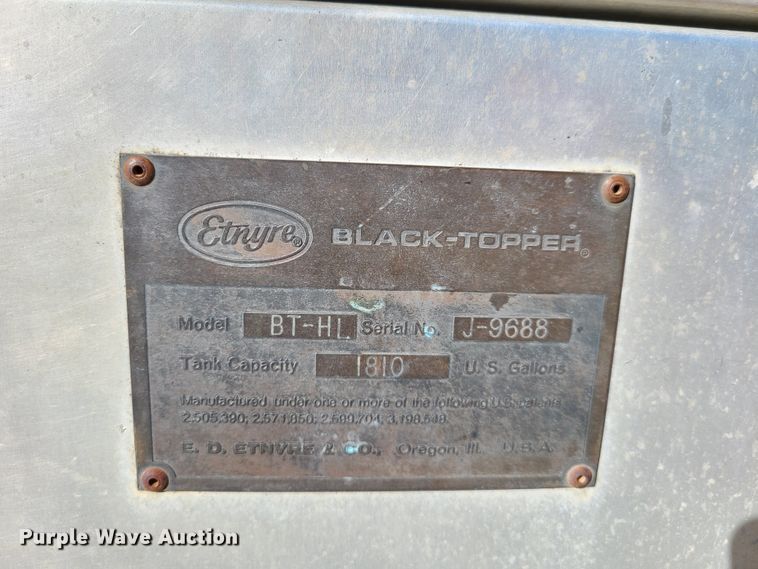 Etnyre® BLACK-TOPPER®
Model BT-HL Serial No. J-9688
Tank Capacity 1810 U.S. Gallons
Manufactured under one or more of the following U.S. patents
2,505,390; 2,571,850; 2,599,704; 3,198,548.
E. D. ETNYRE & CO., Oregon, Ill. U.S.A.
Purple Wave Auction